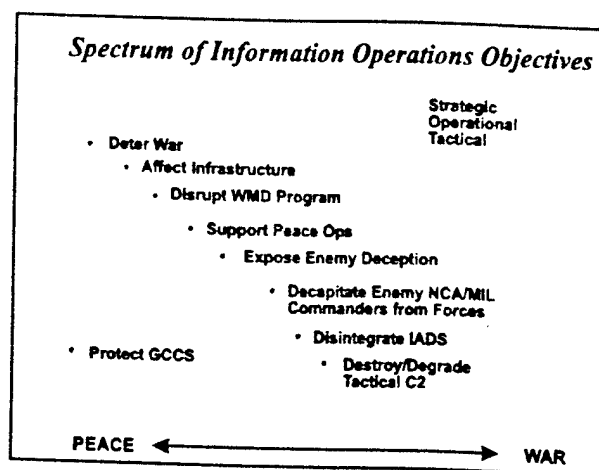 Spectrum of Information Operations Objectives
Strategic
Operational
Tactical
• Deter War
• Affect Infrastructure
• Disrupt WMD Program
• Support Peace Ops
• Expose Enemy Deception
• Decapitate Enemy NCA/MIL
Commanders from Forces
• Disintegrate IADS
• Protect GCCS
• Destroy/Degrade
Tactical C2
PEACE
WAR